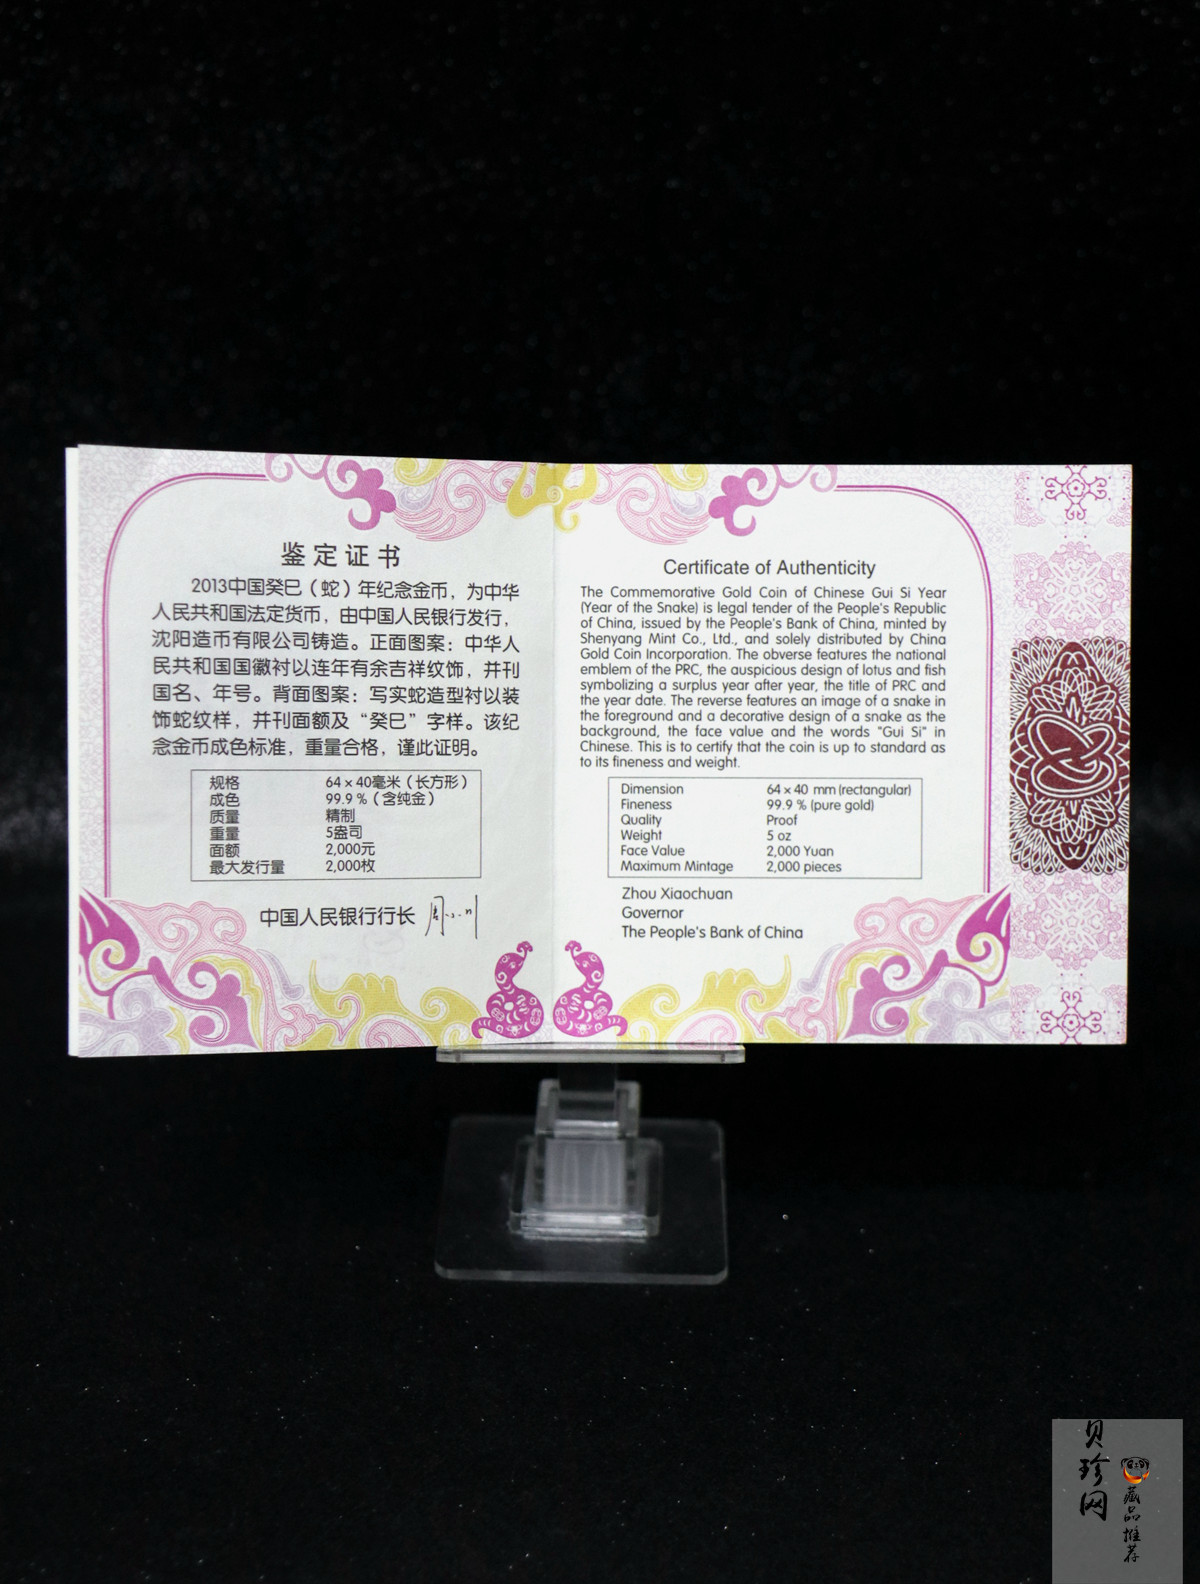 鉴定证书
2013中国癸巳（蛇）年纪念金币，为中华
人民共和国法定货币，由中国人民银行发行，
沈阳造币有限公司铸造。正面图案：中华人
民共和国国徽衬以连年有余吉祥纹饰，并刊
国名、年号。背面图案：写实蛇造型衬以装
饰蛇纹样，并刊面额及“癸巳”字样。该纪
念金币成色标准，重量合格，谨此证明。
规格 64×40毫米（长方形）
成色 99.9％（含纯金）
质量 精制
重量 5盎司
面额 2,000元
最大发行量 2,000枚
中国人民银行行长 周小川
Certificate of Authenticity
The Commemorative Gold Coin of Chinese Gui Si Year
(Year of the Snake) is legal tender of the People's Republic
of China, issued by the People's Bank of China, minted by
Shenyang Mint Co., Ltd., and solely distributed by China
Gold Coin Incorporation. The obverse features the national
emblem of the PRC, the auspicious design of lotus and fish
symbolizing a surplus year after year, the title of PRC and
the year date. The reverse features an image of a snake in
the foreground and a decorative design of a snake as the
background, the face value and the words "Gui Si" in
Chinese. This is to certify that the coin is up to standard as
to its fineness and weight.
Dimension 64×40 mm (rectangular)
Fineness 99.9 % (pure gold)
Quality Proof
Weight 5 oz
Face Value 2,000 Yuan
Maximum Mintage 2,000 pieces
Zhou Xiaochuan
Governor
The People's Bank of China
贝珍网
藏品推荐